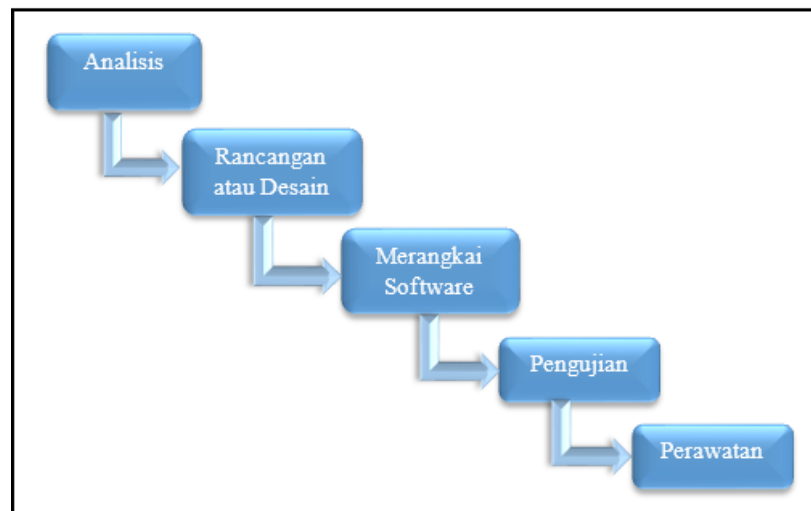 Analisis
Rancangan
atau Desain
Merangkai
Software
Pengujian
Perawatan